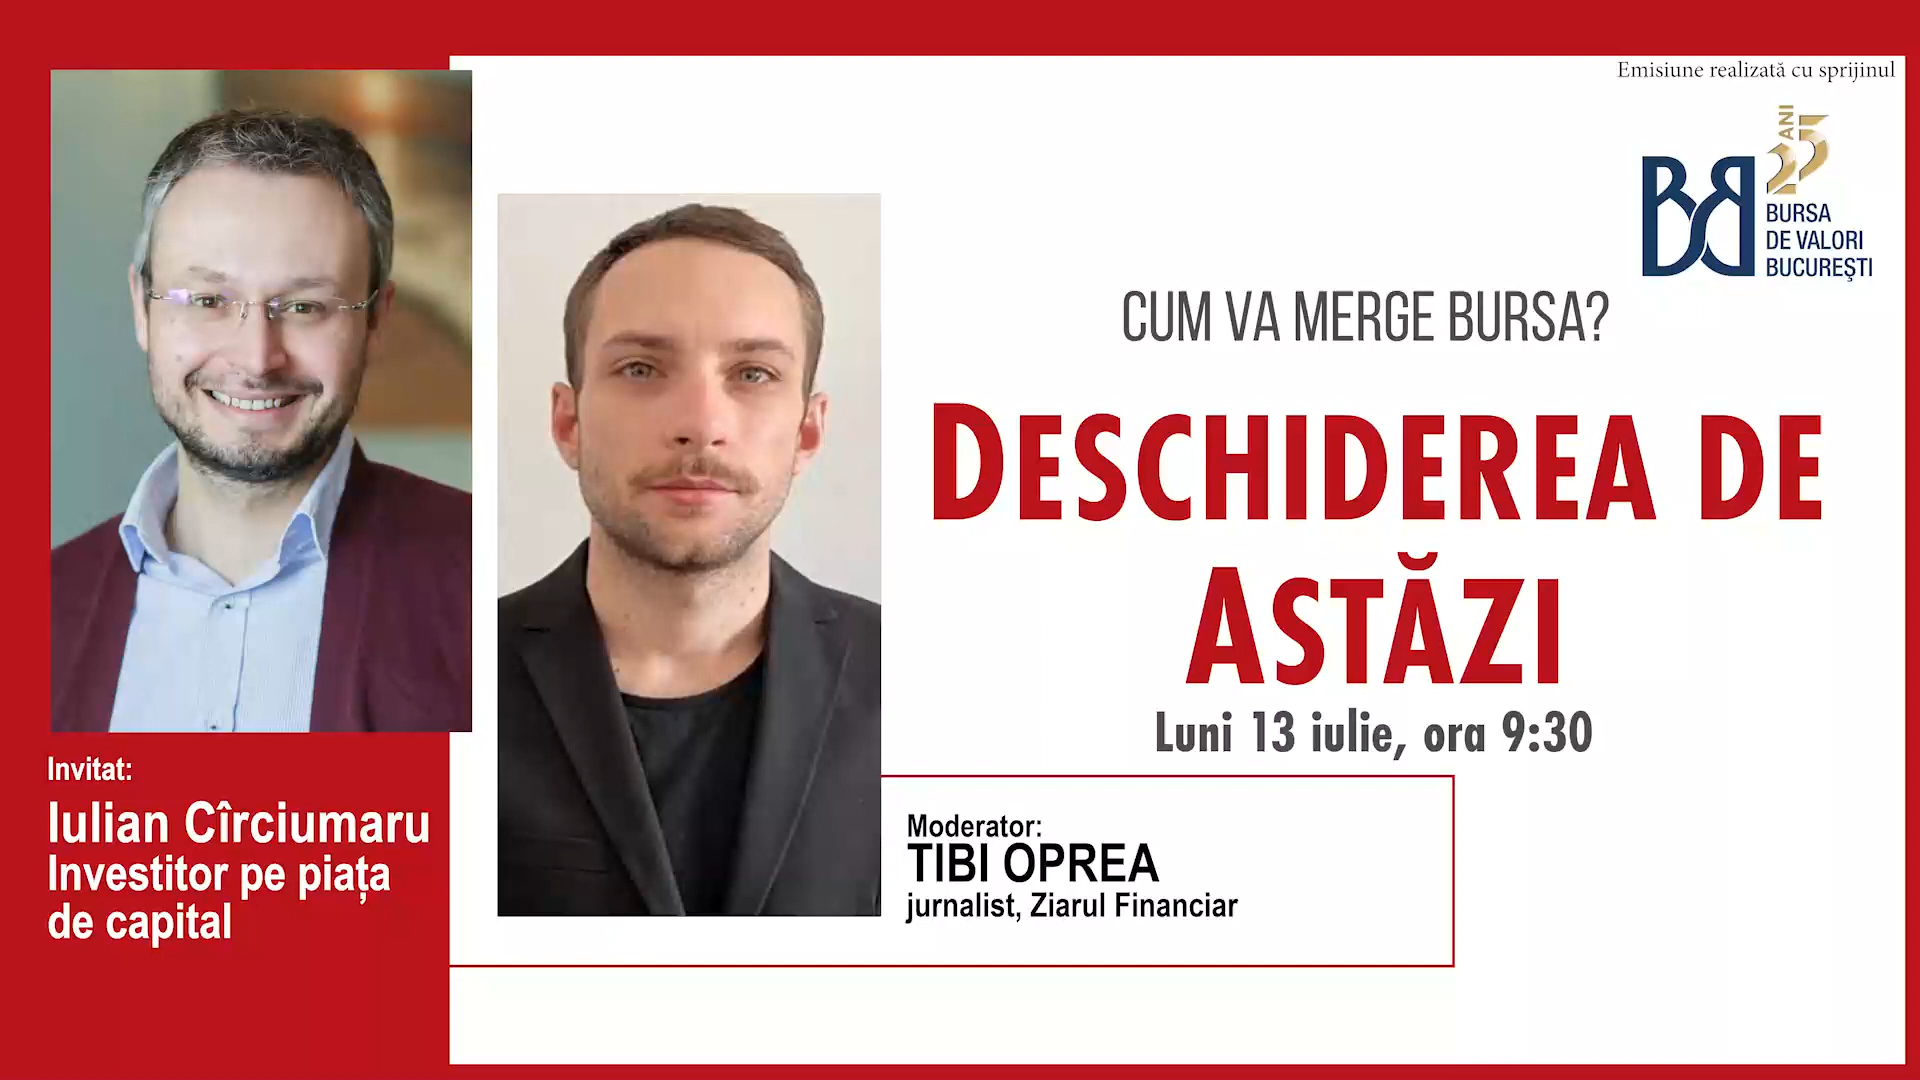 Emisiune realizată cu sprijinul
25 ANI
BVB
BURSA
DE VALORI
BUCUREŞTI
CUM VA MERGE BURSA?
DESCHIDEREA DE
ASTĂZI
Luni 13 iulie, ora 9:30
Invitat:
Iulian Cîrciumaru
Investitor pe piața
de capital
Moderator:
TIBI OPREA
jurnalist, Ziarul Financiar